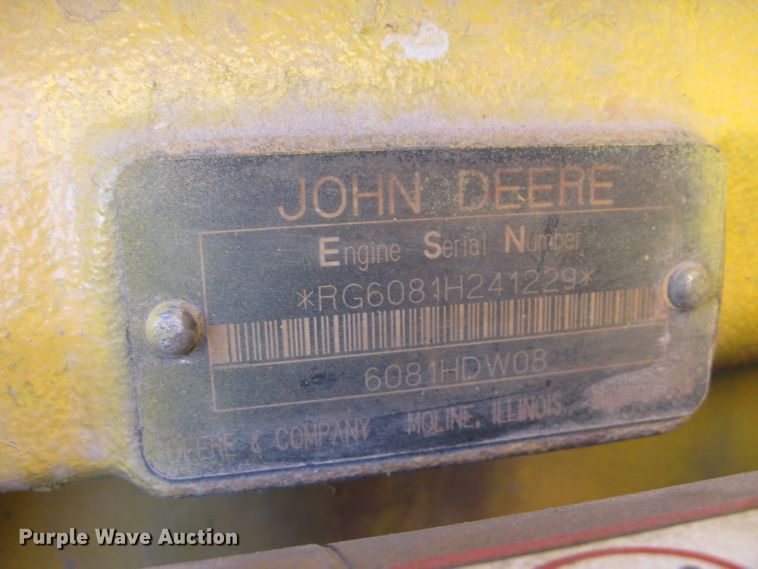 JOHN DEERE
Engine Serial Number
*RG6081H241229*
6081HDW08
DEERE & COMPANY MOLINE, ILLINOIS
Purple Wave Auction